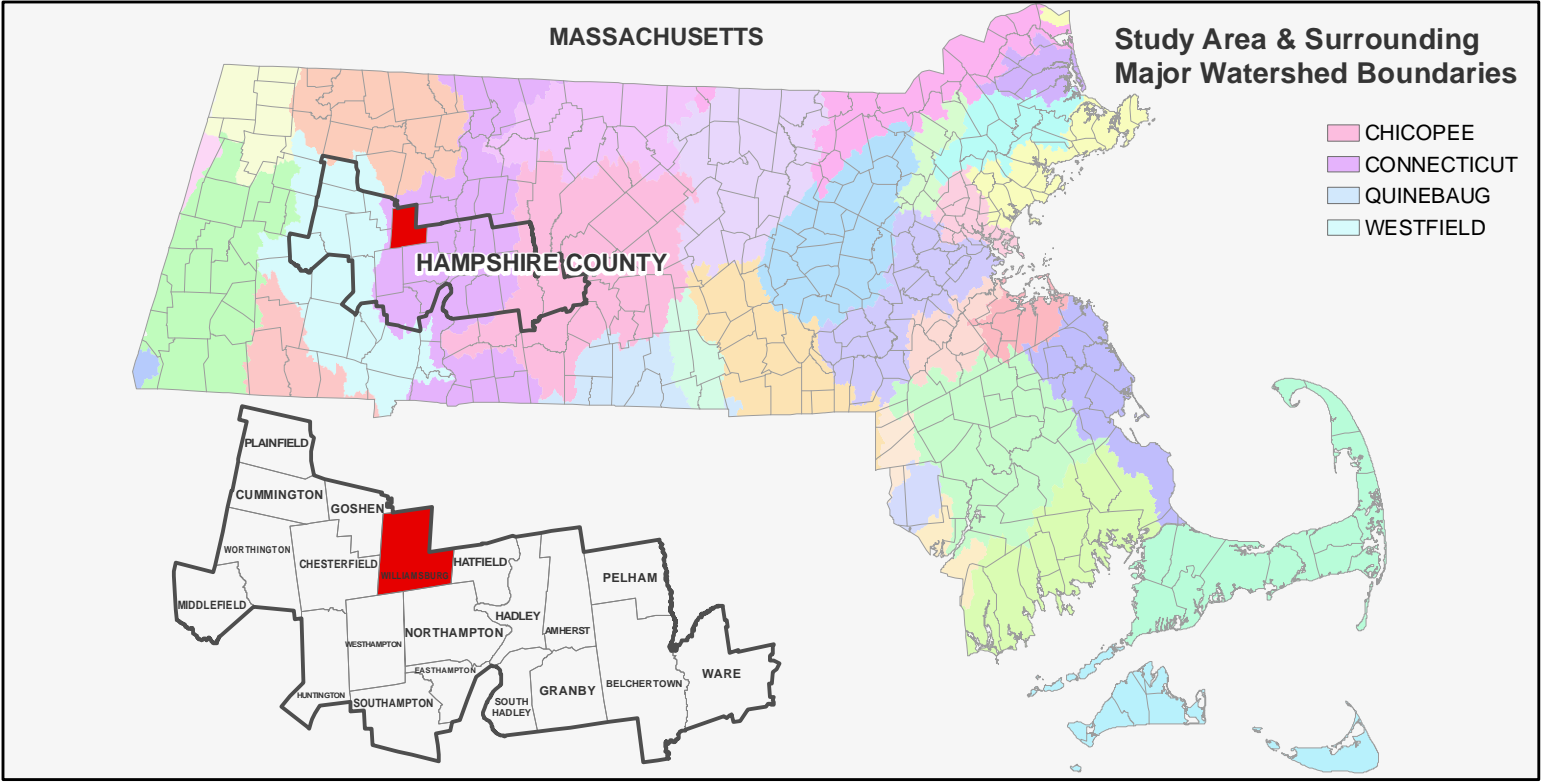 MASSACHUSETTS
Study Area & Surrounding
Major Watershed Boundaries
CHICOPEE
CONNECTICUT
QUINEBAUG
WESTFIELD
HAMPSHIRE COUNTY
PLAINFIELD
CUMMINGTON
GOSHEN
WORTHINGTON
CHESTERFIELD
HATFIELD
WILLIAMSBURG
PELHAM
MIDDLEFIELD
HADLEY
NORTHAMPTON
AMHERST
WESTHAMPTON
EASTHAMPTON
WARE
BELCHERTOWN
GRANBY
HUNTINGTON
SOUTHAMPTON
SOUTH
HADLEY